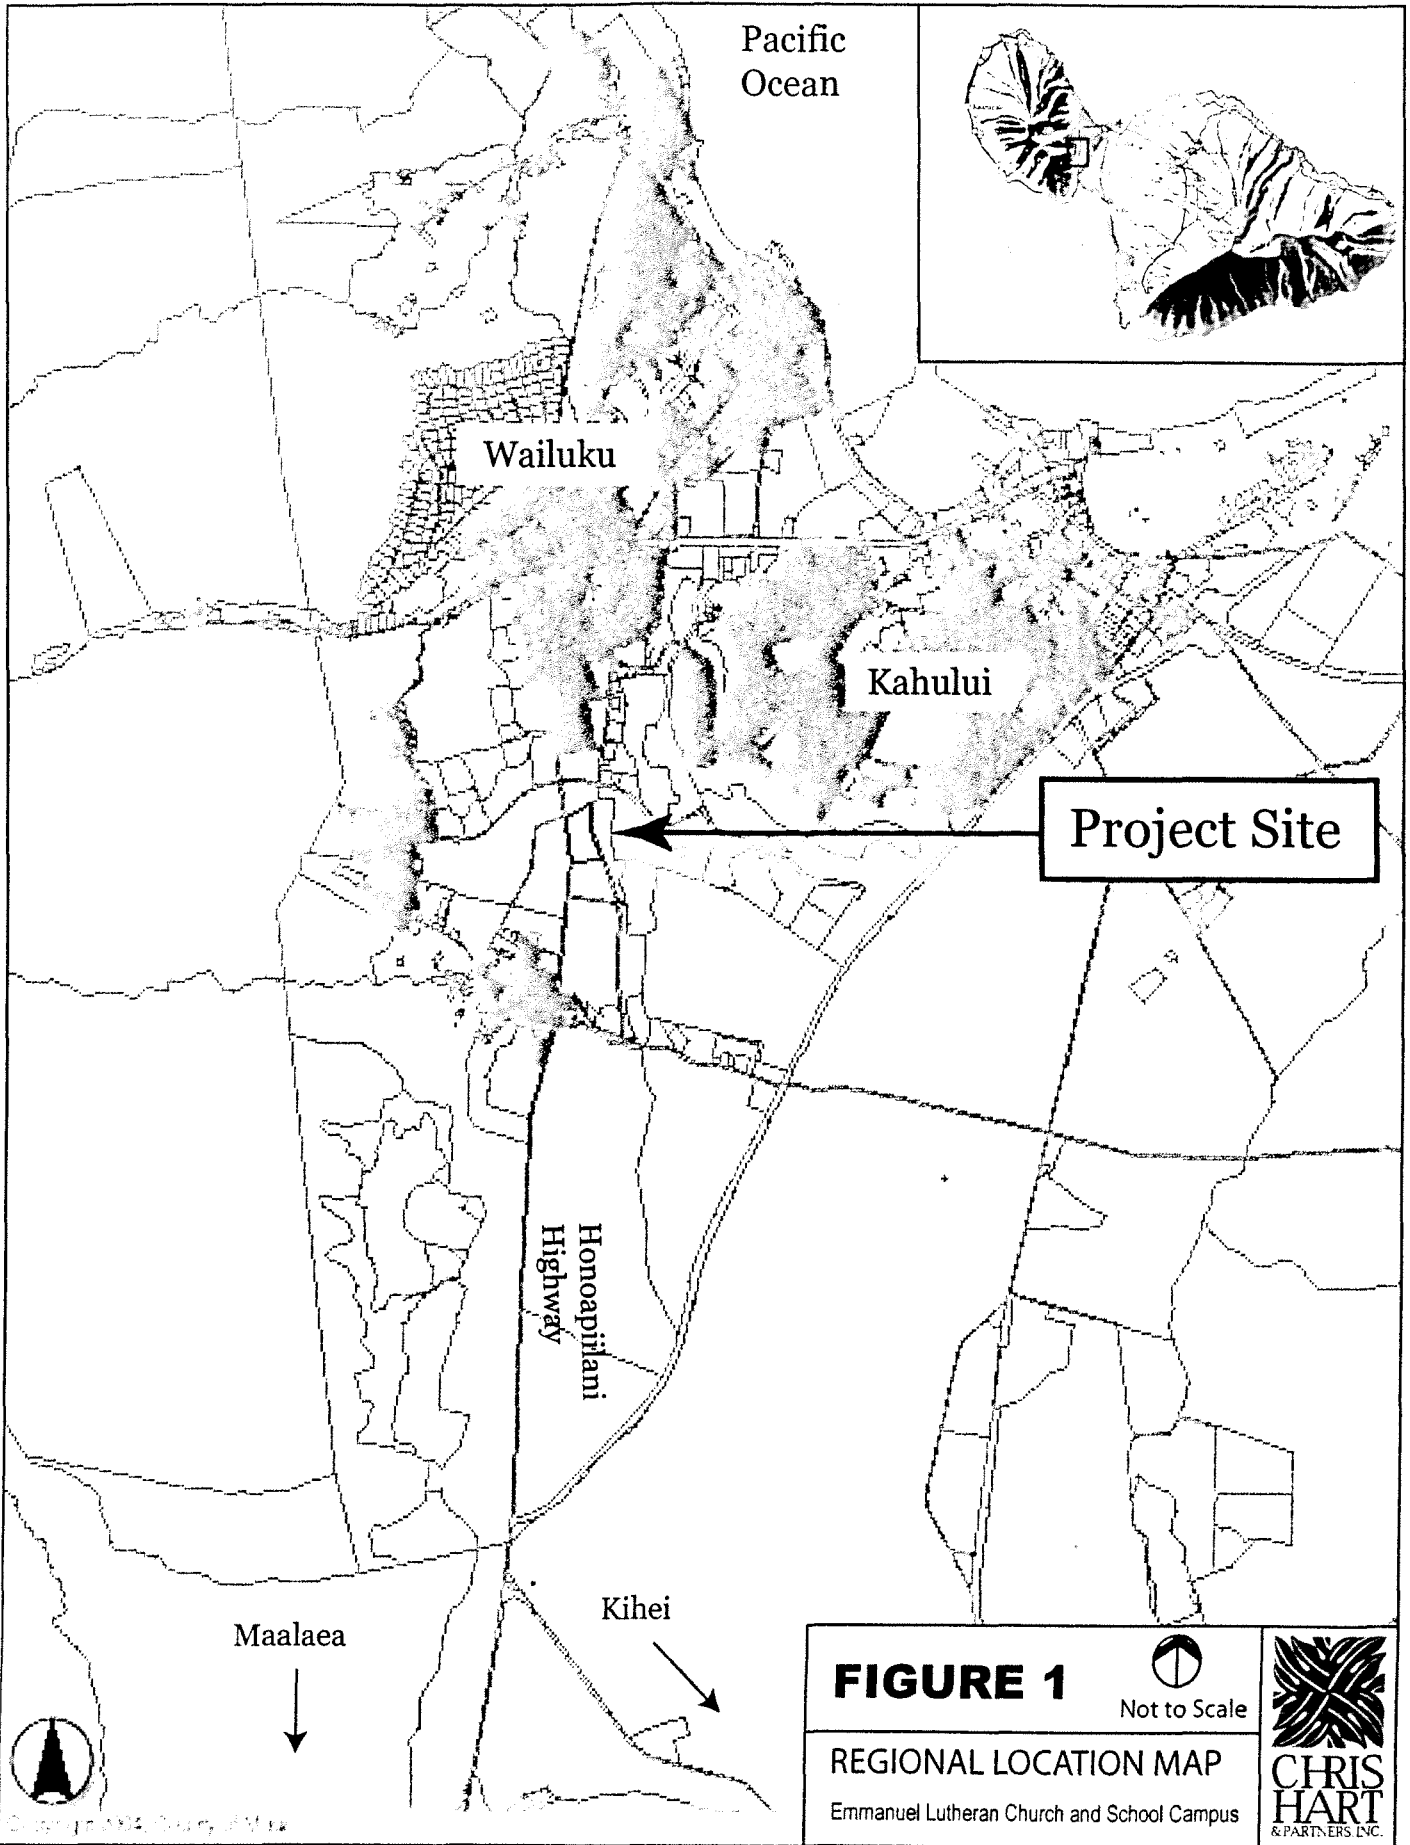 Pacific
Ocean
Wailuku
Kahului
Project Site
Honoapiilani
Highway
Maalaea
Kihei
FIGURE 1
Not to Scale
REGIONAL LOCATION MAP
Emmanuel Lutheran Church and School Campus
CHRIS
HART
& PARTNERS, INC.